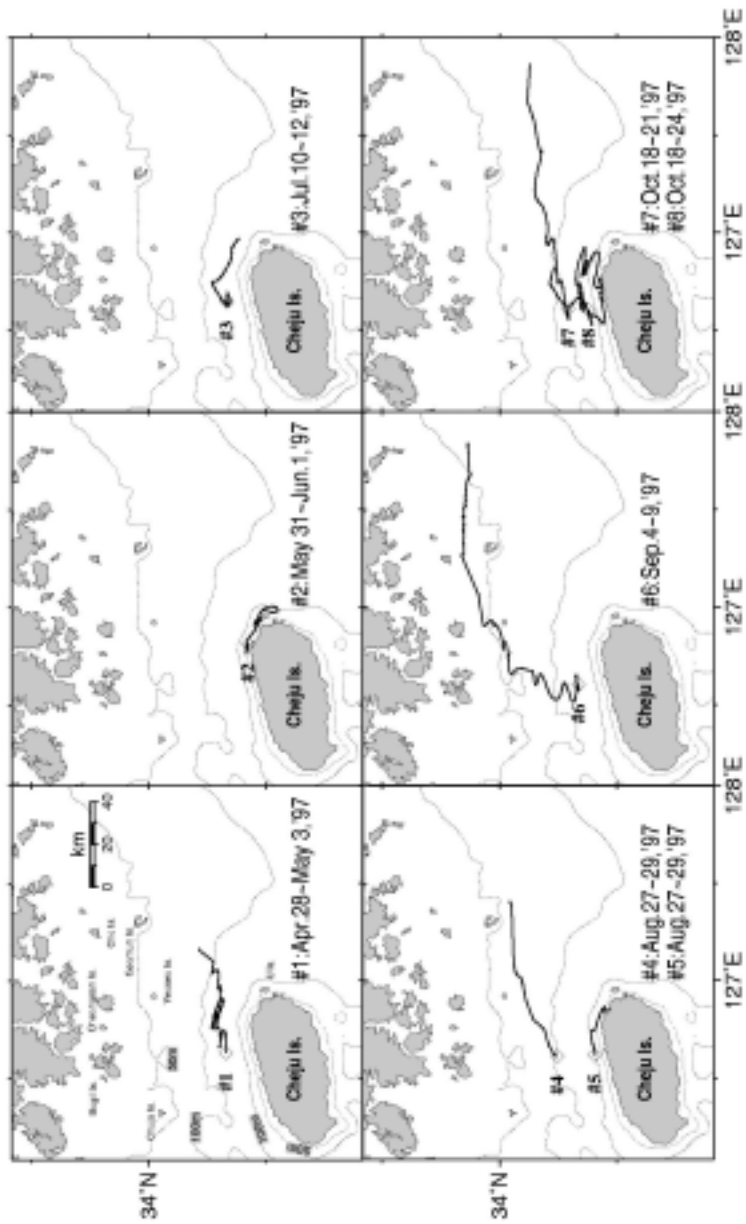 km
0 20 40
100m
#1
Cheju Is.
#1:Apr.28~May 3,'97
34°N
#2
Cheju Is.
#2:May 31~Jun.1,'97
#3
Cheju Is.
#3:Jul.10~12,'97
#4
#5
Cheju Is.
#4:Aug.27~29,'97
#5:Aug.27~29,'97
34°N
127°E
128°E
#6
Cheju Is.
#6:Sep.4~9,'97
127°E
128°E
#7
#8
Cheju Is.
#7:Oct.18~21,'97
#8:Oct.18~24,'97
127°E
128°E